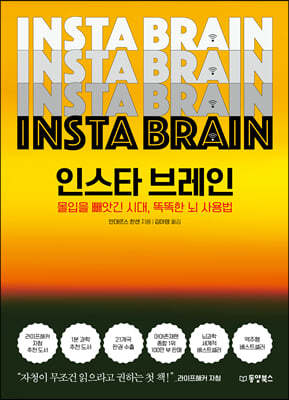 INSTA BRAIN
INSTA BRAIN
INSTA BRAIN
INSTA BRAIN
인스타 브레인
몰입을 빼앗긴 시대, 똑똑한 뇌 사용법
안데르스 한센 지음 | 김아영 옮김
라이프해커
자청
추천 도서
1분 과학
추천 도서
21개국
판권 수출
아마존재팬
종합 1위
100만 부 판매
뇌과학
세계적
베스트셀러
역주행
베스트셀러
“자청이 무조건 읽으라고 권하는 첫 책!” _라이프해커 자청
동양북스